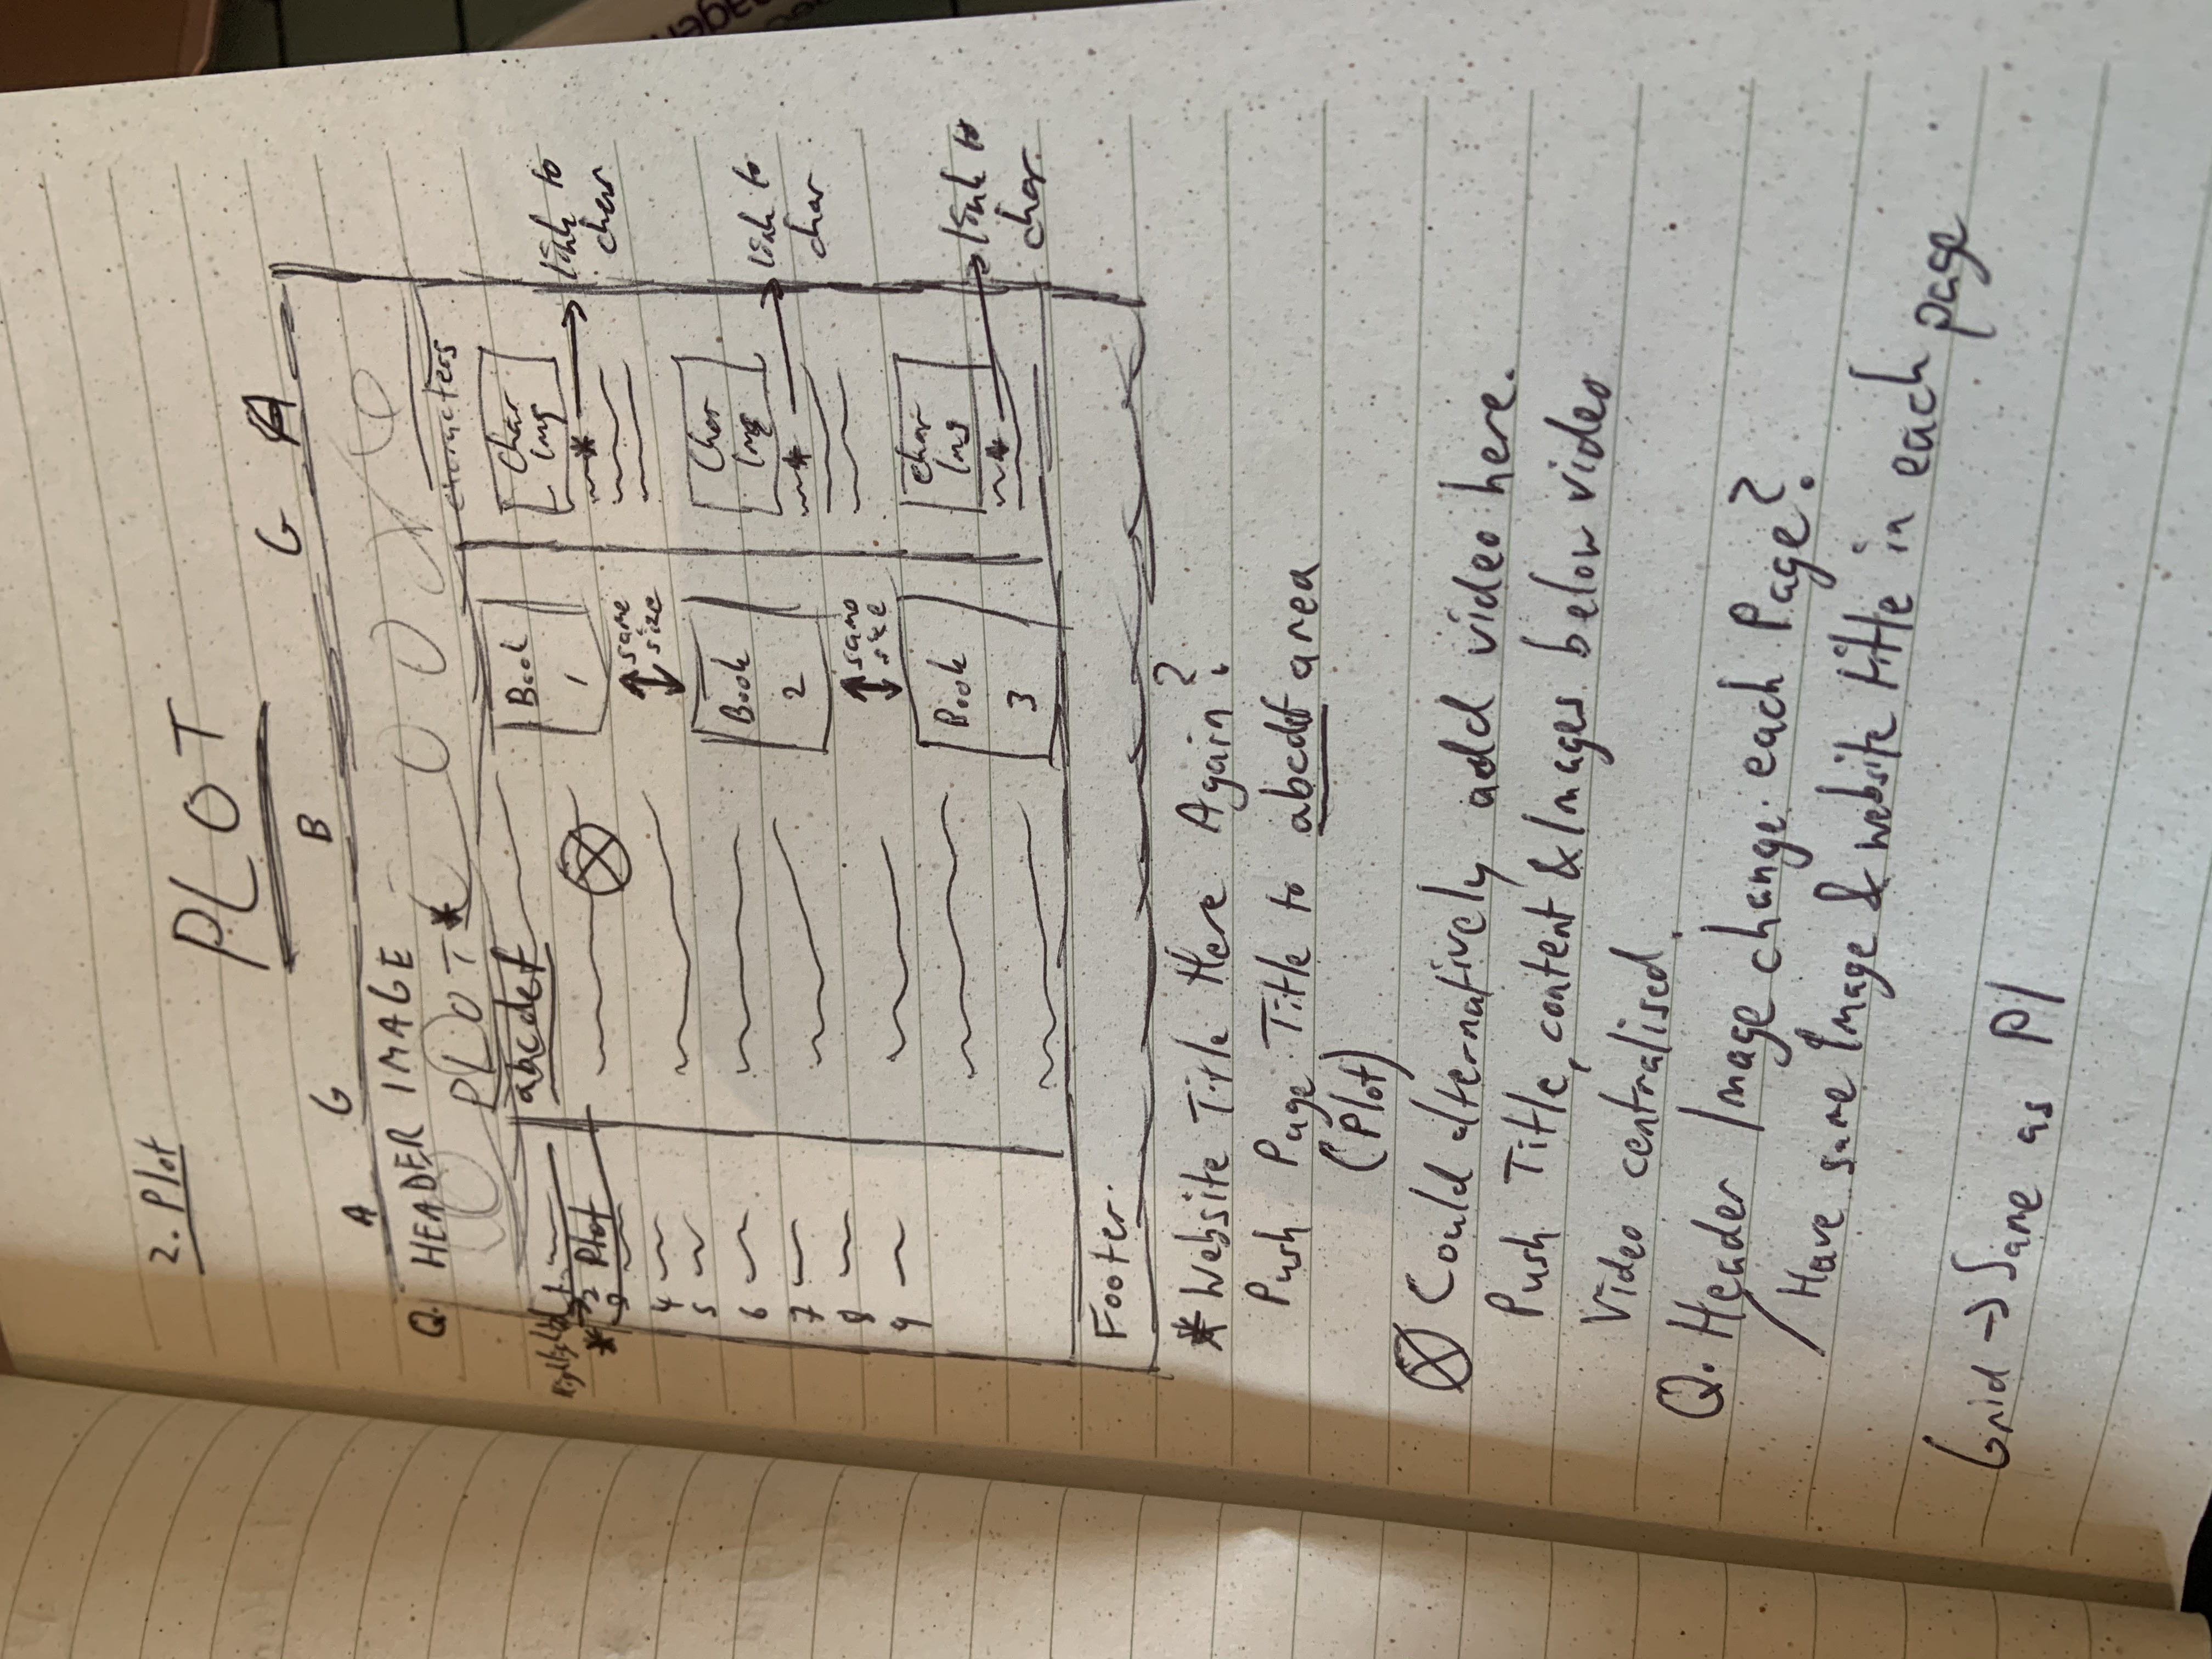 2. Plot
PLOT
A G B G A
Q. HEADER IMAGE
PLOT*
characters
abcdef
Highlighted
1.
* 2 Plot
3
4
5
6
7
8
9
Book
1
same
size
Book
2
same
size
Book
3
Char
Img
* link to
char
Char
Img
* link to
char
char
Img
* link to
char.
Footer.
* Website Title Here Again?
Push Page Title to abcdef area
(Plot)
Could alternatively add video here.
Push Title, content & Images below video
Video centralised.
Q. Header Image change each Page?
/ Have same Image & website title in each page
Grid → Same as P1